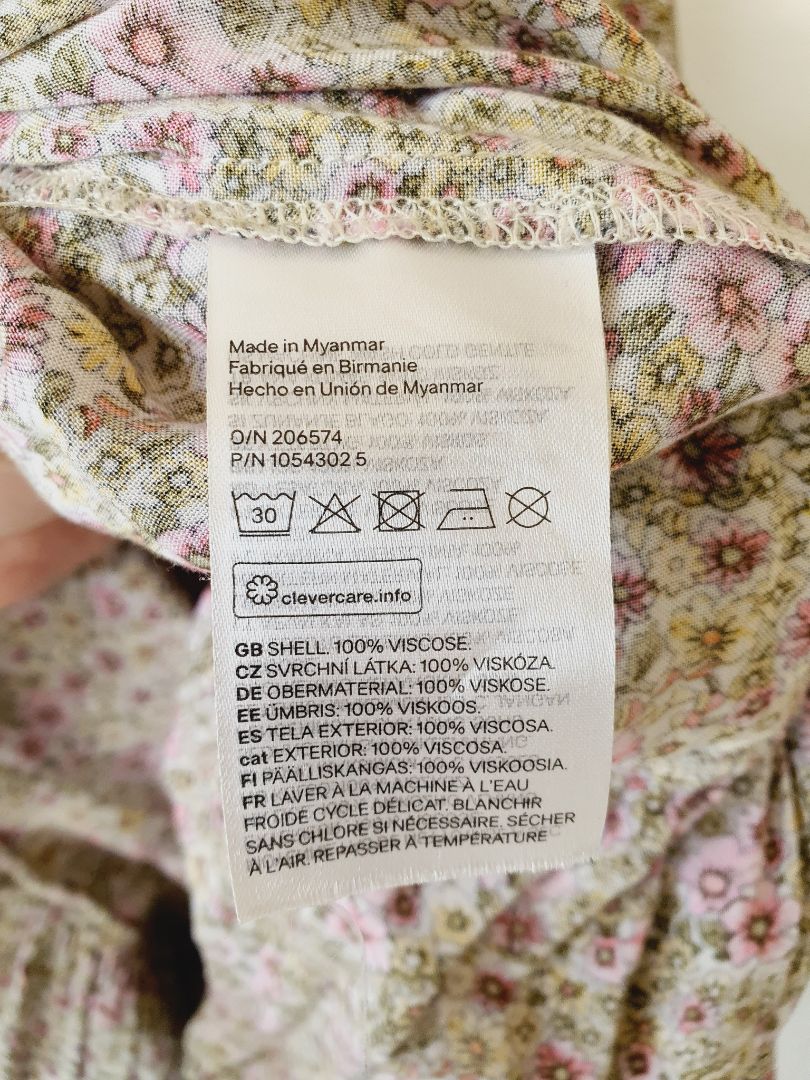 Made in Myanmar
Fabriqué en Birmanie
Hecho en Unión de Myanmar
O/N 206574
P/N 1054302 5
30
clevercare.info
GB SHELL. 100% VISCOSE.
CZ SVRCHNÍ LÁTKA: 100% VISKÓZA.
DE OBERMATERIAL: 100% VISKOSE.
EE ÜMBRIS: 100% VISKOOS.
ES TELA EXTERIOR: 100% VISCOSA.
cat EXTERIOR: 100% VISCOSA.
FI PÄÄLLISKANGAS: 100% VISKOOSIA.
FR LAVER À LA MACHINE À L'EAU
FROIDE CYCLE DÉLICAT. BLANCHIR
SANS CHLORE SI NÉCESSAIRE. SÉCHER
À L'AIR. REPASSER À TEMPÉRATURE